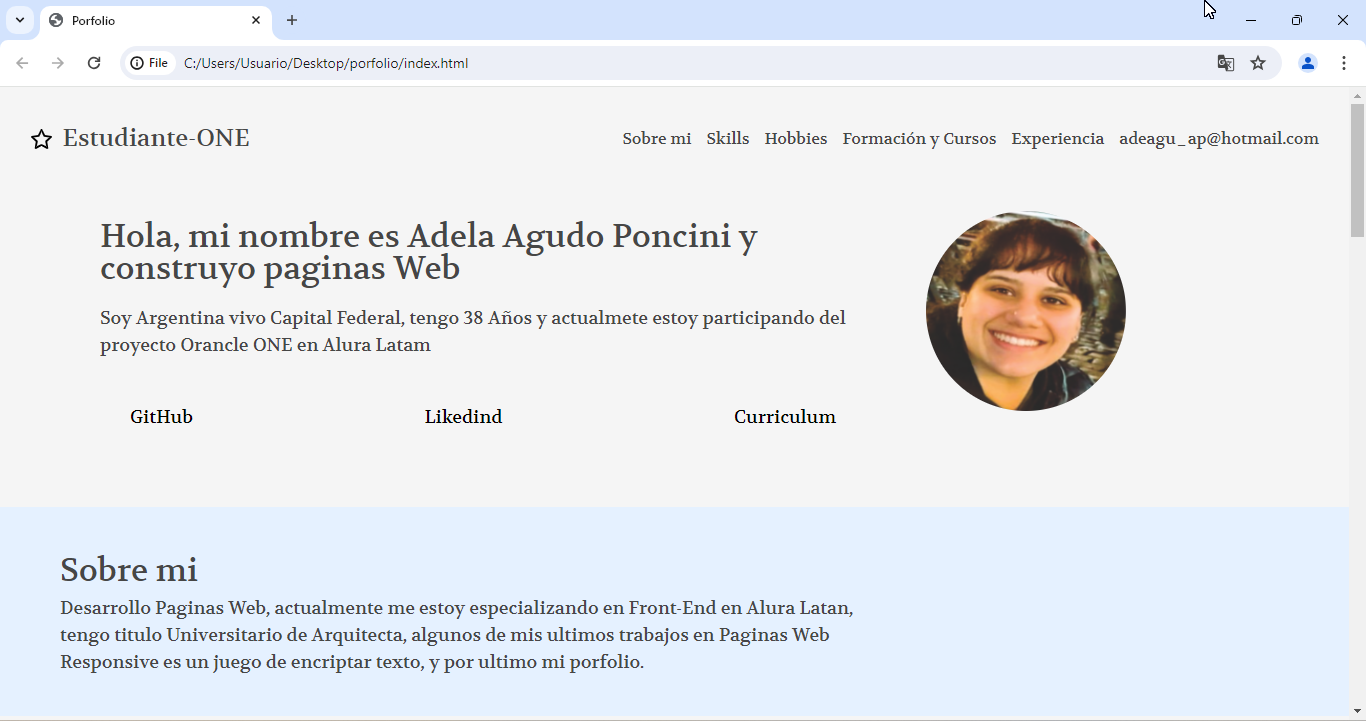 Porfolio
File
C:/Users/Usuario/Desktop/porfolio/index.html
Estudiante-ONE
Sobre mi Skills Hobbies Formación y Cursos Experiencia adeagu_ap@hotmail.com
Hola, mi nombre es Adela Agudo Poncini y
construyo paginas Web
Soy Argentina vivo Capital Federal, tengo 38 Años y actualmete estoy participando del
proyecto Orancle ONE en Alura Latam
GitHub Likedind Curriculum
Sobre mi
Desarrollo Paginas Web, actualmente me estoy especializando en Front-End en Alura Latan,
tengo titulo Universitario de Arquitecta, algunos de mis ultimos trabajos en Paginas Web
Responsive es un juego de encriptar texto, y por ultimo mi porfolio.